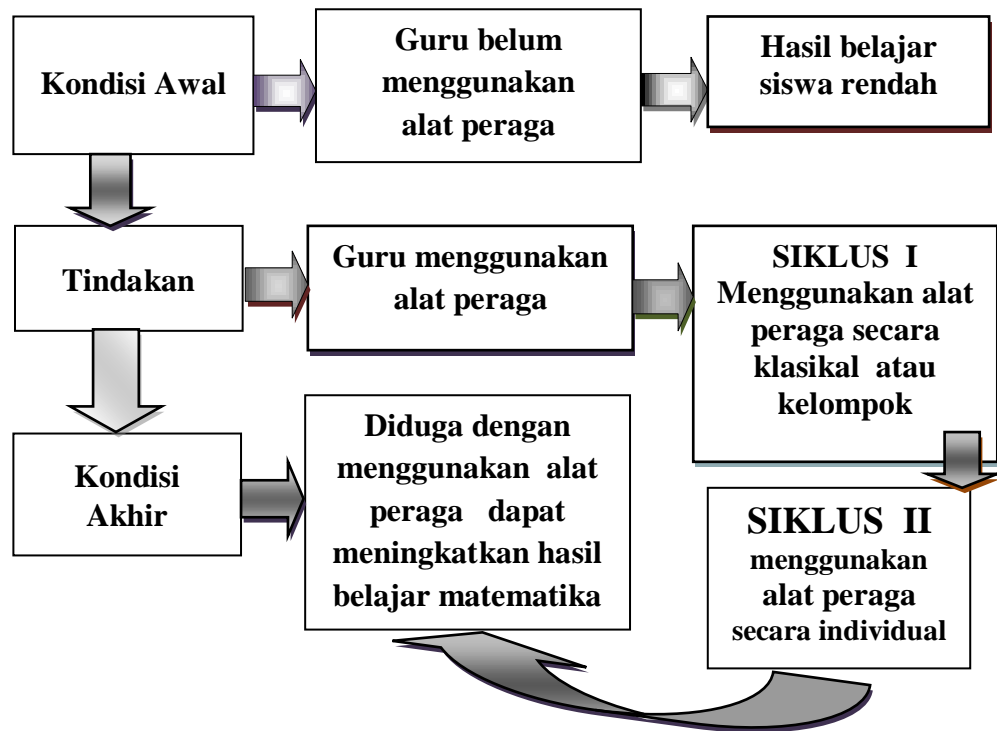 Kondisi Awal
Guru belum
menggunakan
alat peraga
Hasil belajar
siswa rendah
Tindakan
Guru menggunakan
alat peraga
SIKLUS I
Menggunakan alat
peraga secara
klasikal atau
kelompok
Kondisi
Akhir
Diduga dengan
menggunakan alat
peraga dapat
meningkatkan hasil
belajar matematika
SIKLUS II
menggunakan
alat peraga
secara individual